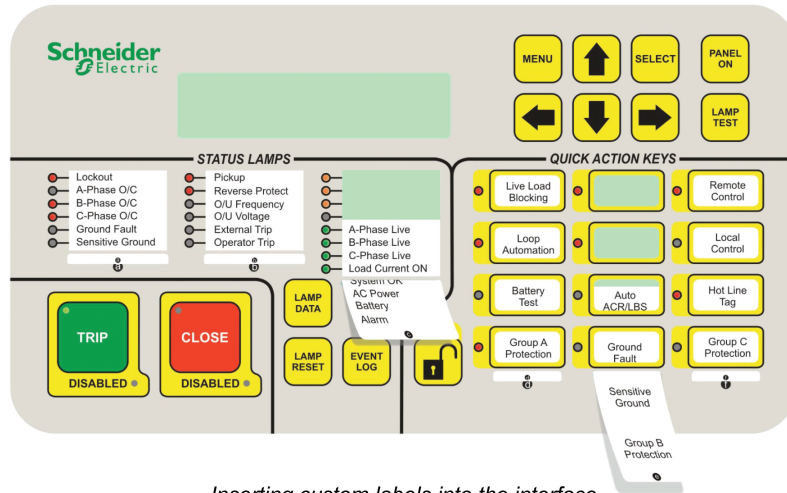 Schneider
Electric
MENU
SELECT
PANEL
ON
LAMP
TEST
STATUS LAMPS
QUICK ACTION KEYS
Lockout
A-Phase O/C
B-Phase O/C
C-Phase O/C
Ground Fault
Sensitive Ground
a
Pickup
Reverse Protect
O/U Frequency
O/U Voltage
External Trip
Operator Trip
b
A-Phase Live
B-Phase Live
C-Phase Live
Load Current ON
System OK
AC Power
Battery
Alarm
c
Live Load
Blocking
Remote
Control
Loop
Automation
Local
Control
Battery
Test
Auto
ACR/LBS
Hot Line
Tag
Group A
Protection
Ground
Fault
Group C
Protection
d
f
Sensitive
Ground
Group B
Protection
TRIP
DISABLED
CLOSE
DISABLED
LAMP
DATA
LAMP
RESET
EVENT
LOG
Inserting custom labels into the interface